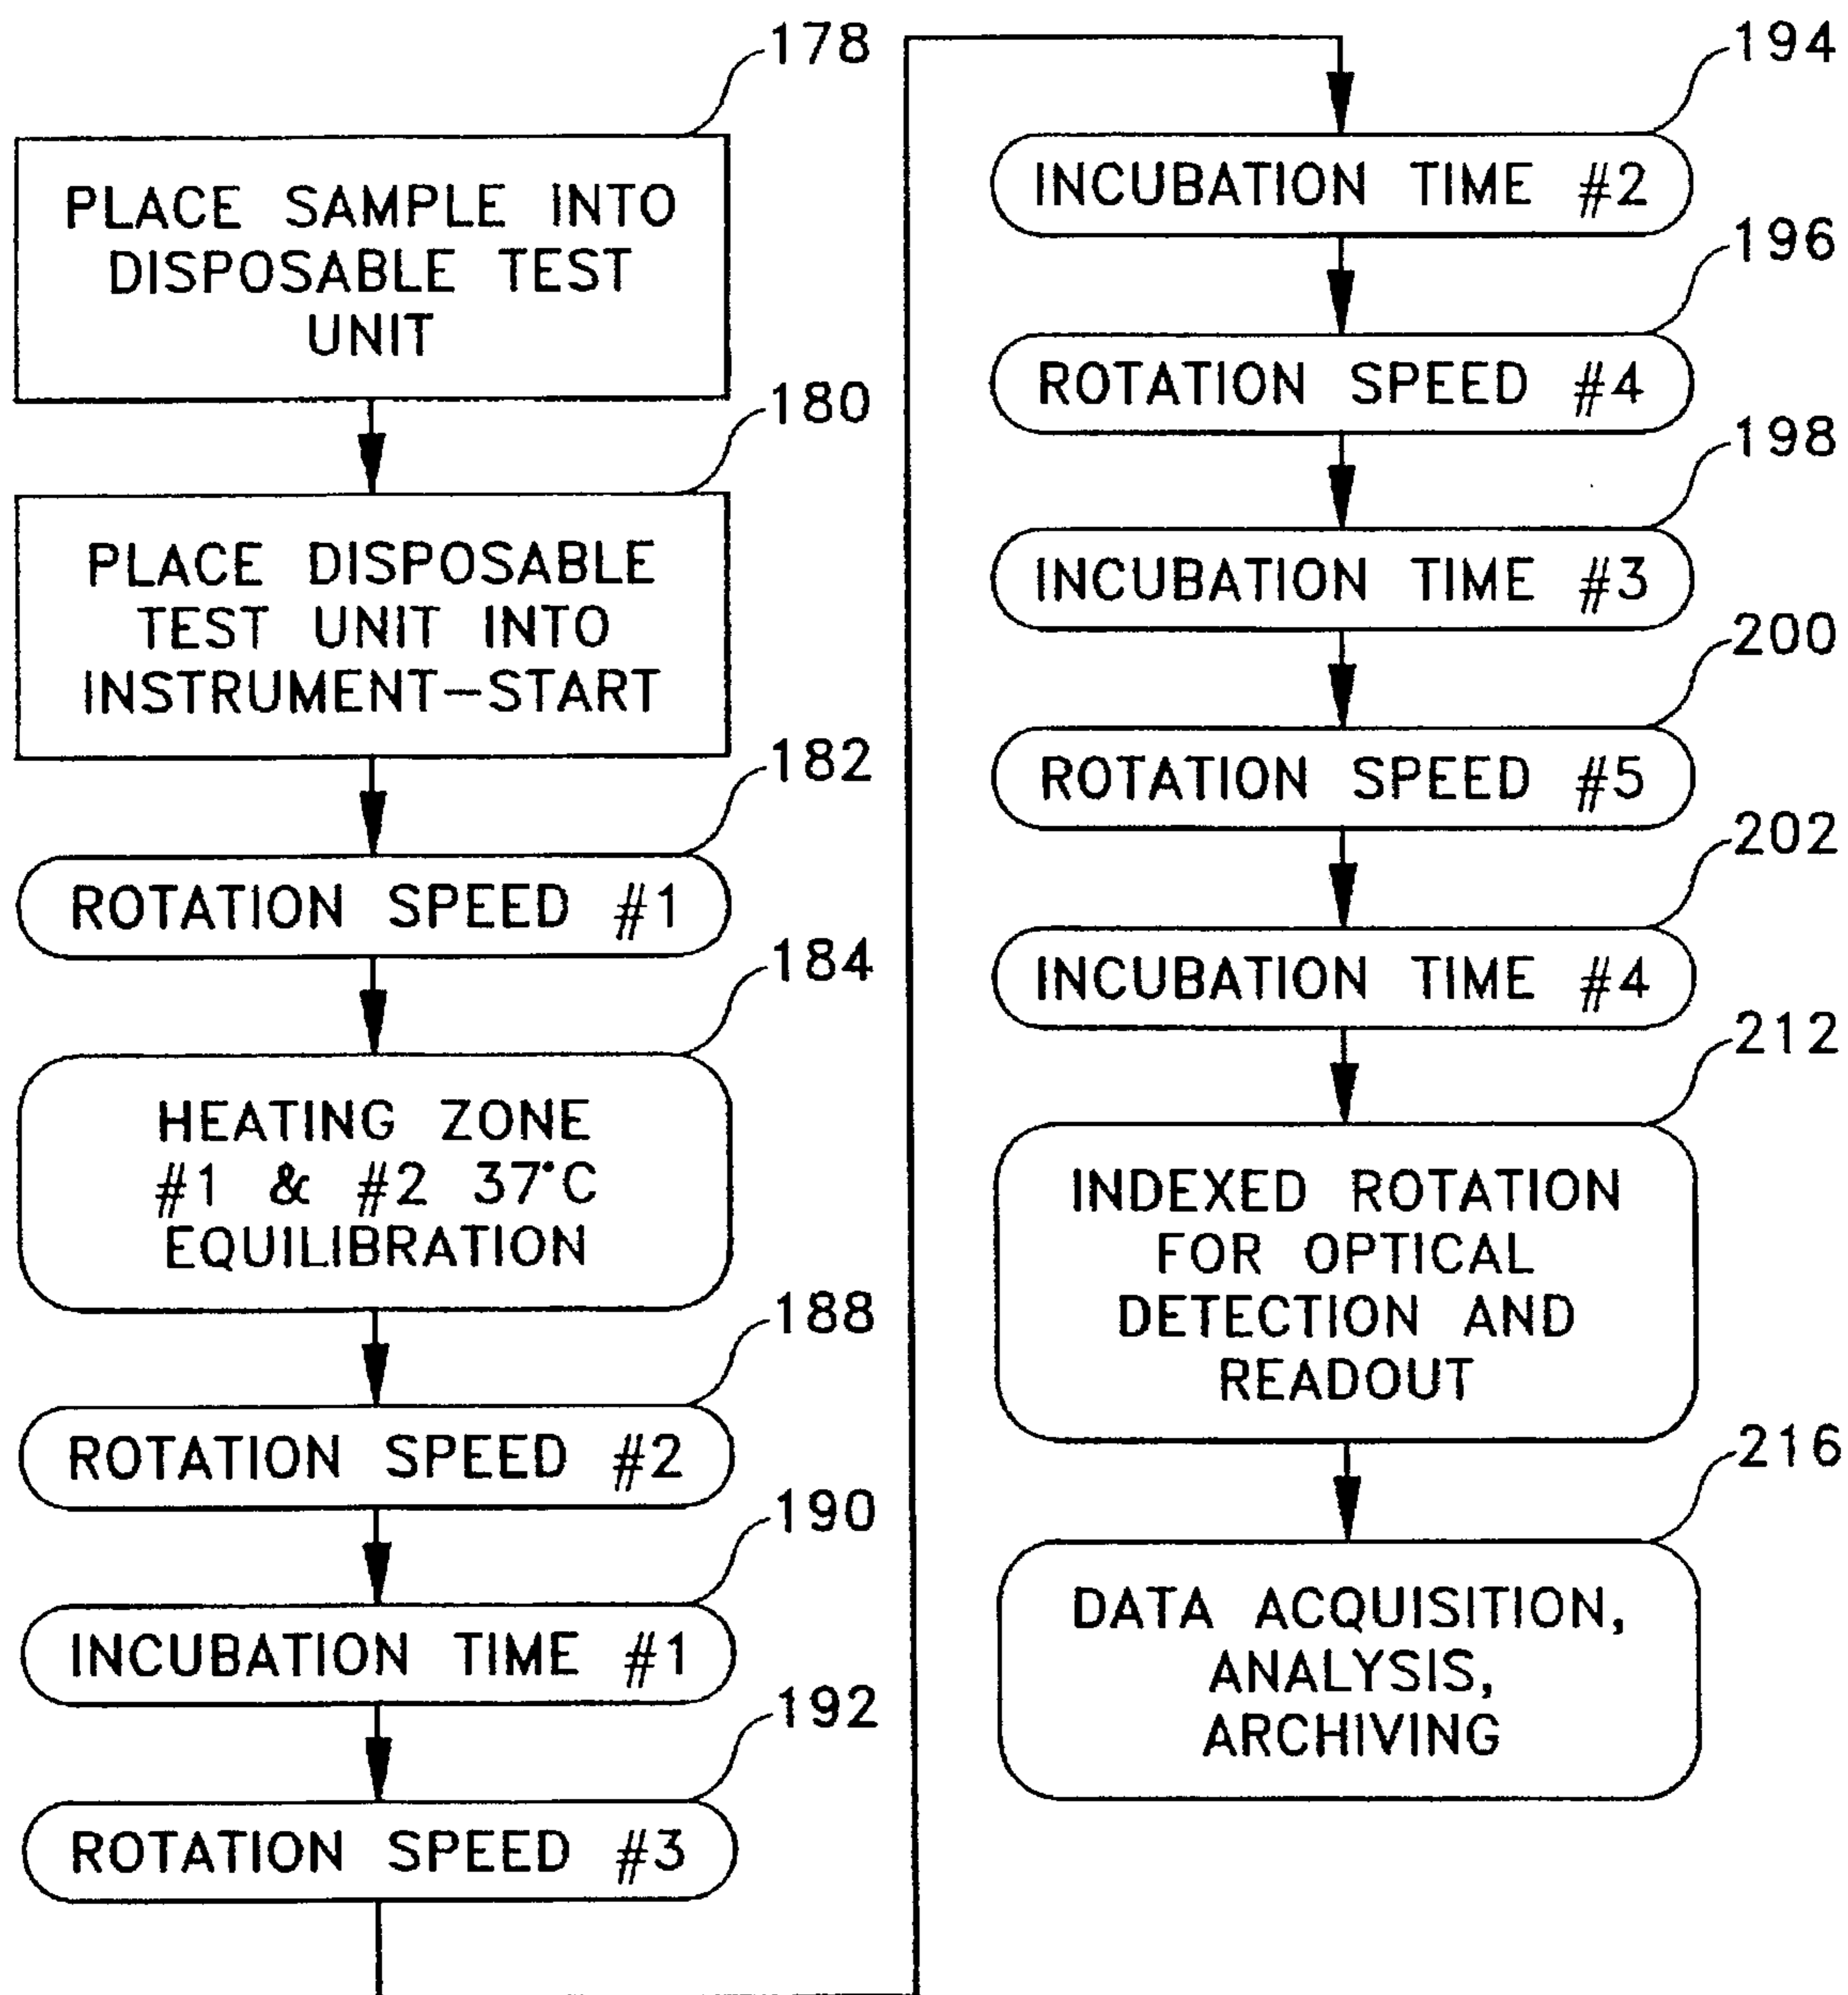 178
PLACE SAMPLE INTO
DISPOSABLE TEST
UNIT
180
PLACE DISPOSABLE
TEST UNIT INTO
INSTRUMENT-START
182
ROTATION SPEED #1
184
HEATING ZONE
#1 & #2 37°C
EQUILIBRATION
188
ROTATION SPEED #2
190
INCUBATION TIME #1
192
ROTATION SPEED #3
194
INCUBATION TIME #2
196
ROTATION SPEED #4
198
INCUBATION TIME #3
200
ROTATION SPEED #5
202
INCUBATION TIME #4
212
INDEXED ROTATION
FOR OPTICAL
DETECTION AND
READOUT
216
DATA ACQUISITION,
ANALYSIS,
ARCHIVING